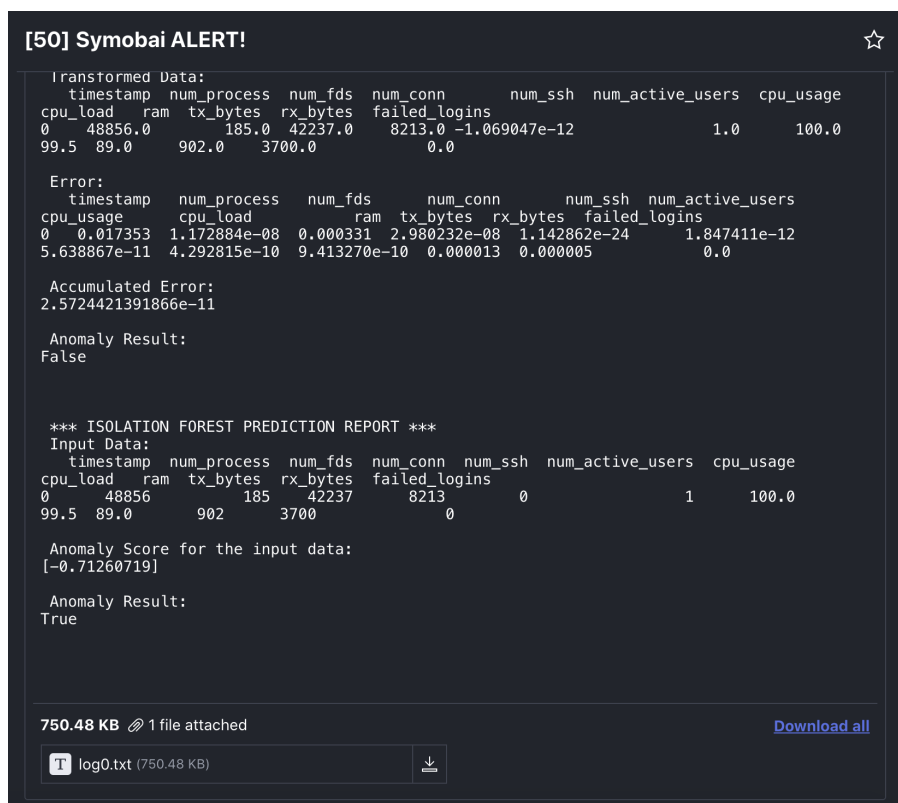 [50] Symobai ALERT!
Transformed Data:
timestamp num_process num_fds num_conn num_ssh num_active_users cpu_usage
cpu_load ram tx_bytes rx_bytes failed_logins
0 48856.0 185.0 42237.0 8213.0 -1.069047e-12 1.0 100.0
99.5 89.0 902.0 3700.0 0.0
Error:
timestamp num_process num_fds num_conn num_ssh num_active_users
cpu_usage cpu_load ram tx_bytes rx_bytes failed_logins
0 0.017353 1.172884e-08 0.000331 2.980232e-08 1.142862e-24 1.847411e-12
5.638867e-11 4.292815e-10 9.413270e-10 0.000013 0.000005 0.0
Accumulated Error:
2.5724421391866e-11
Anomaly Result:
False
*** ISOLATION FOREST PREDICTION REPORT ***
Input Data:
timestamp num_process num_fds num_conn num_ssh num_active_users cpu_usage
cpu_load ram tx_bytes rx_bytes failed_logins
0 48856 185 42237 8213 0 1 100.0
99.5 89.0 902 3700 0
Anomaly Score for the input data:
[-0.71260719]
Anomaly Result:
True
750.48 KB 1 file attached
Download all
T log0.txt (750.48 KB)